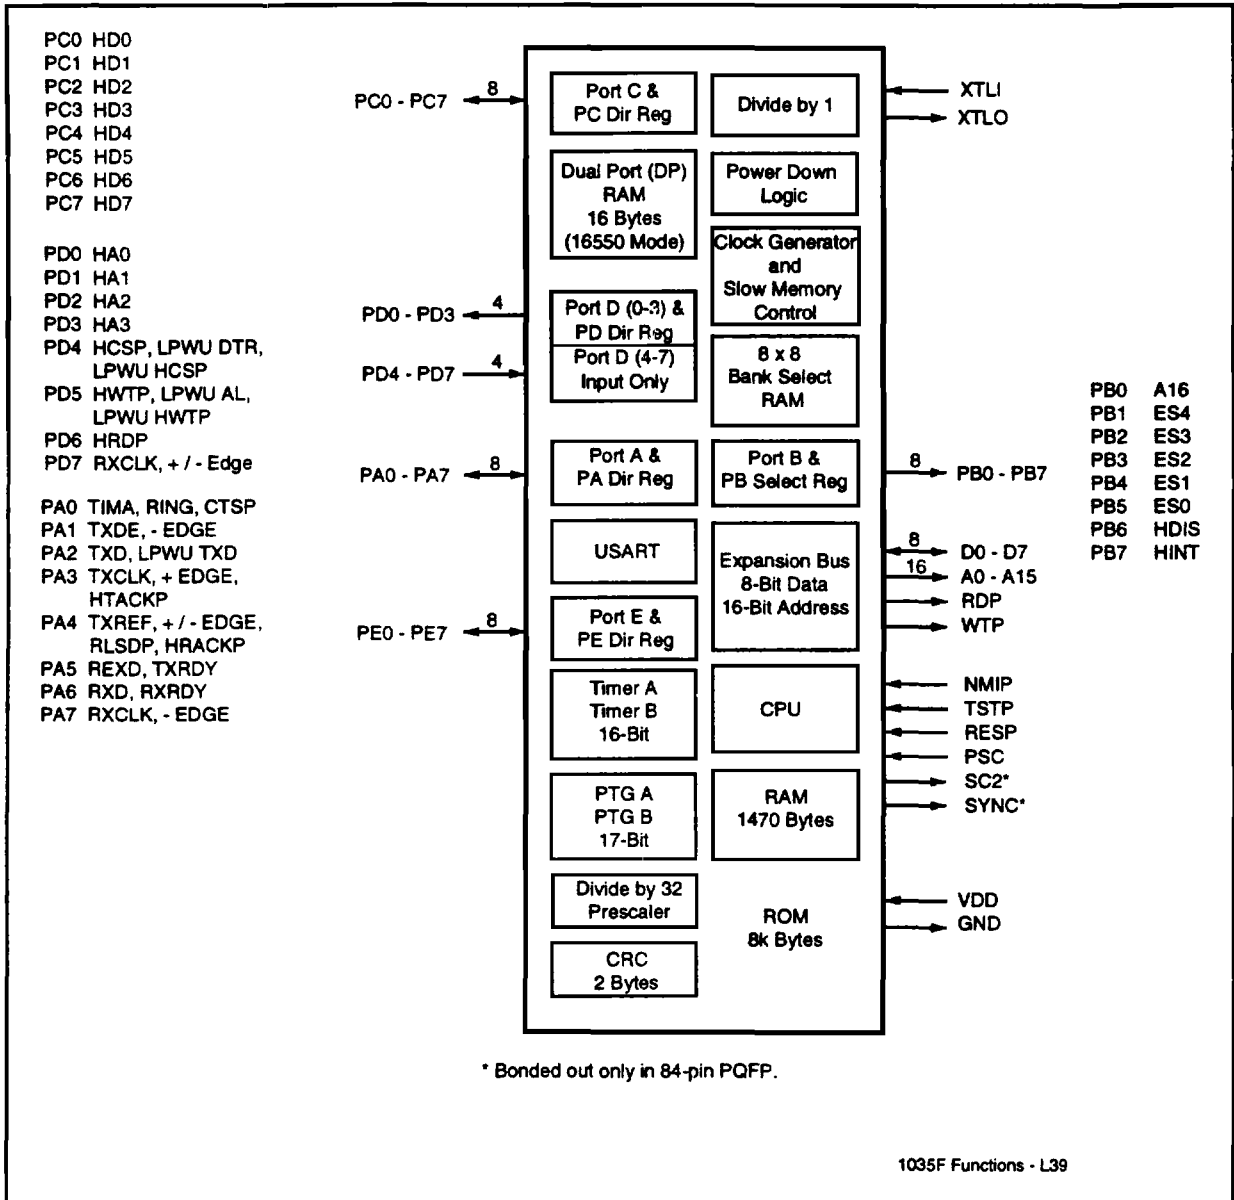 PC0 HD0
PC1 HD1
PC2 HD2
PC3 HD3
PC4 HD4
PC5 HD5
PC6 HD6
PC7 HD7
PD0 HA0
PD1 HA1
PD2 HA2
PD3 HA3
PD4 HCSP, LPWU DTR,
LPWU HCSP
PD5 HWTP, LPWU AL,
LPWU HWTP
PD6 HRDP
PD7 RXCLK, + / - Edge
PA0 TIMA, RING, CTSP
PA1 TXDE, - EDGE
PA2 TXD, LPWU TXD
PA3 TXCLK, + EDGE,
HTACKP
PA4 TXREF, + / - EDGE,
RLSDP, HRACKP
PA5 REXD, TXRDY
PA6 RXD, RXRDY
PA7 RXCLK, - EDGE
PC0 - PC7 8
PD0 - PD3 4
PD4 - PD7 4
PA0 - PA7 8
PE0 - PE7 8
Port C &
PC Dir Reg
Dual Port (DP)
RAM
16 Bytes
(16550 Mode)
Port D (0-3) &
PD Dir Reg
Port D (4-7)
Input Only
Port A &
PA Dir Reg
USART
Port E &
PE Dir Reg
Timer A
Timer B
16-Bit
PTG A
PTG B
17-Bit
Divide by 32
Prescaler
CRC
2 Bytes
Divide by 1
Power Down
Logic
Clock Generator
and
Slow Memory
Control
8 x 8
Bank Select
RAM
Port B &
PB Select Reg
Expansion Bus
8-Bit Data
16-Bit Address
CPU
RAM
1470 Bytes
ROM
8k Bytes
XTLI
XTLO
8 PB0 - PB7
8 D0 - D7
16 A0 - A15
RDP
WTP
NMIP
TSTP
RESP
PSC
SC2*
SYNC*
VDD
GND
PB0 A16
PB1 ES4
PB2 ES3
PB3 ES2
PB4 ES1
PB5 ES0
PB6 HDIS
PB7 HINT
* Bonded out only in 84-pin PQFP.
1035F Functions - L39